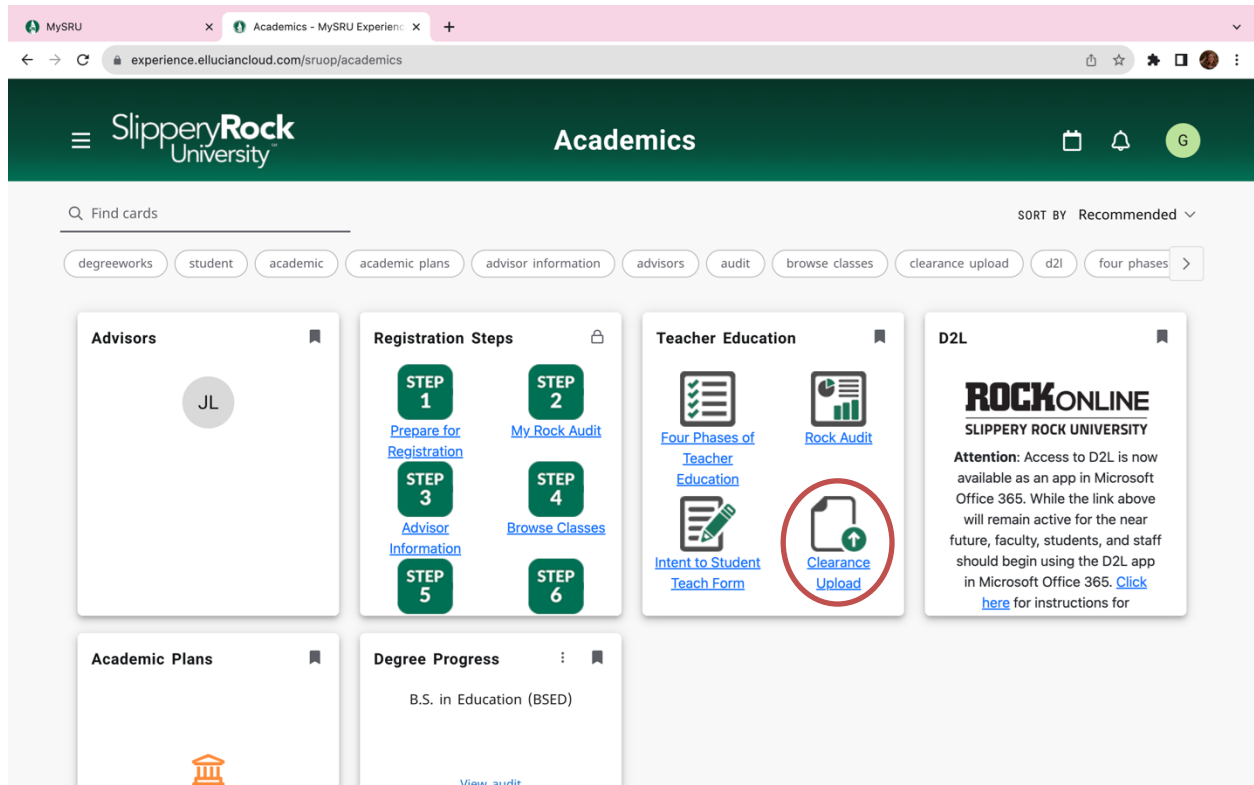 MySRU
Academics - MySRU Experienc
experience.elluciancloud.com/sruop/academics
SlipperyRock
University™
Academics
G
Find cards
SORT BY Recommended
degreeworks
student
academic
academic plans
advisor information
advisors
audit
browse classes
clearance upload
d2l
four phases
Advisors
JL
Registration Steps
STEP
1
Prepare for
Registration
STEP
2
My Rock Audit
STEP
3
Advisor
Information
STEP
4
Browse Classes
STEP
5
STEP
6
Teacher Education
Four Phases of
Teacher
Education
Rock Audit
Intent to Student
Teach Form
Clearance
Upload
D2L
ROCKONLINE
SLIPPERY ROCK UNIVERSITY
Attention: Access to D2L is now
available as an app in Microsoft
Office 365. While the link above
will remain active for the near
future, faculty, students, and staff
should begin using the D2L app
in Microsoft Office 365. Click
here for instructions for
Academic Plans
Degree Progress
B.S. in Education (BSED)
View audit